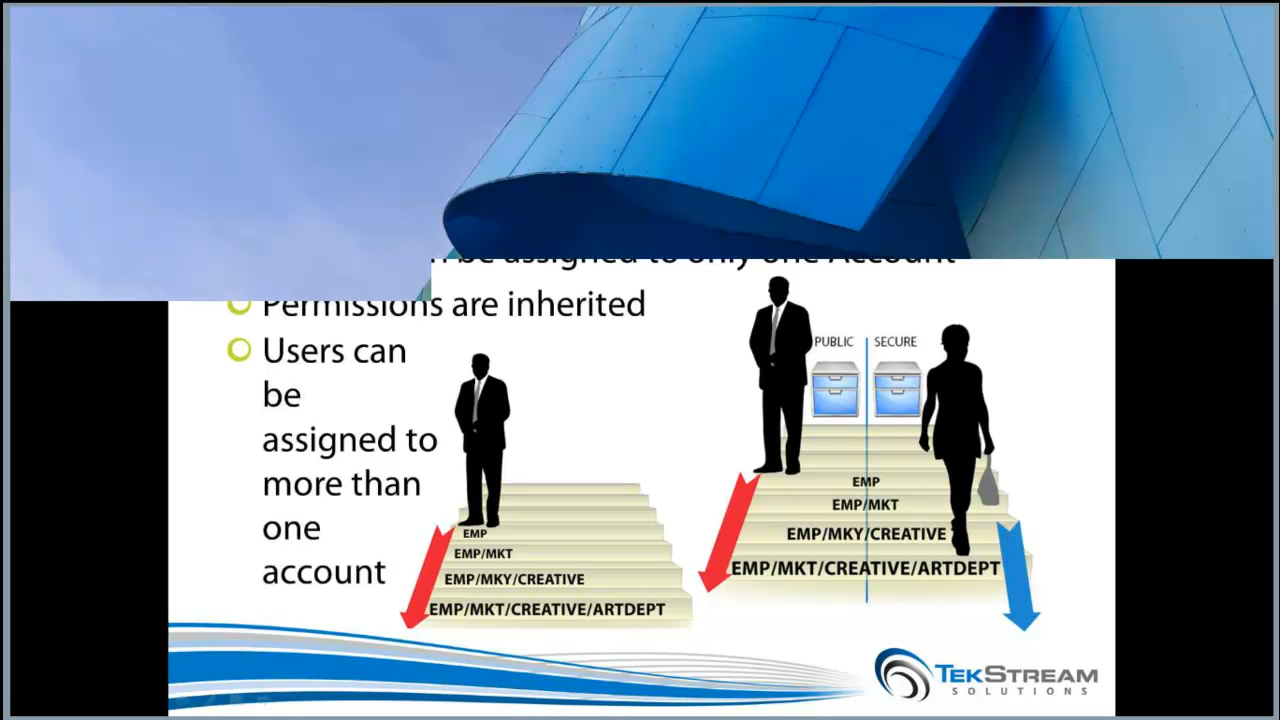 be assigned to only one Account
Permissions are inherited
Users can
be
assigned to
more than
one
account
EMP
EMP/MKT
EMP/MKY/CREATIVE
EMP/MKT/CREATIVE/ARTDEPT
PUBLIC SECURE
EMP
EMP/MKT
EMP/MKY/CREATIVE
EMP/MKT/CREATIVE/ARTDEPT
TEKSTREAM
SOLUTIONS